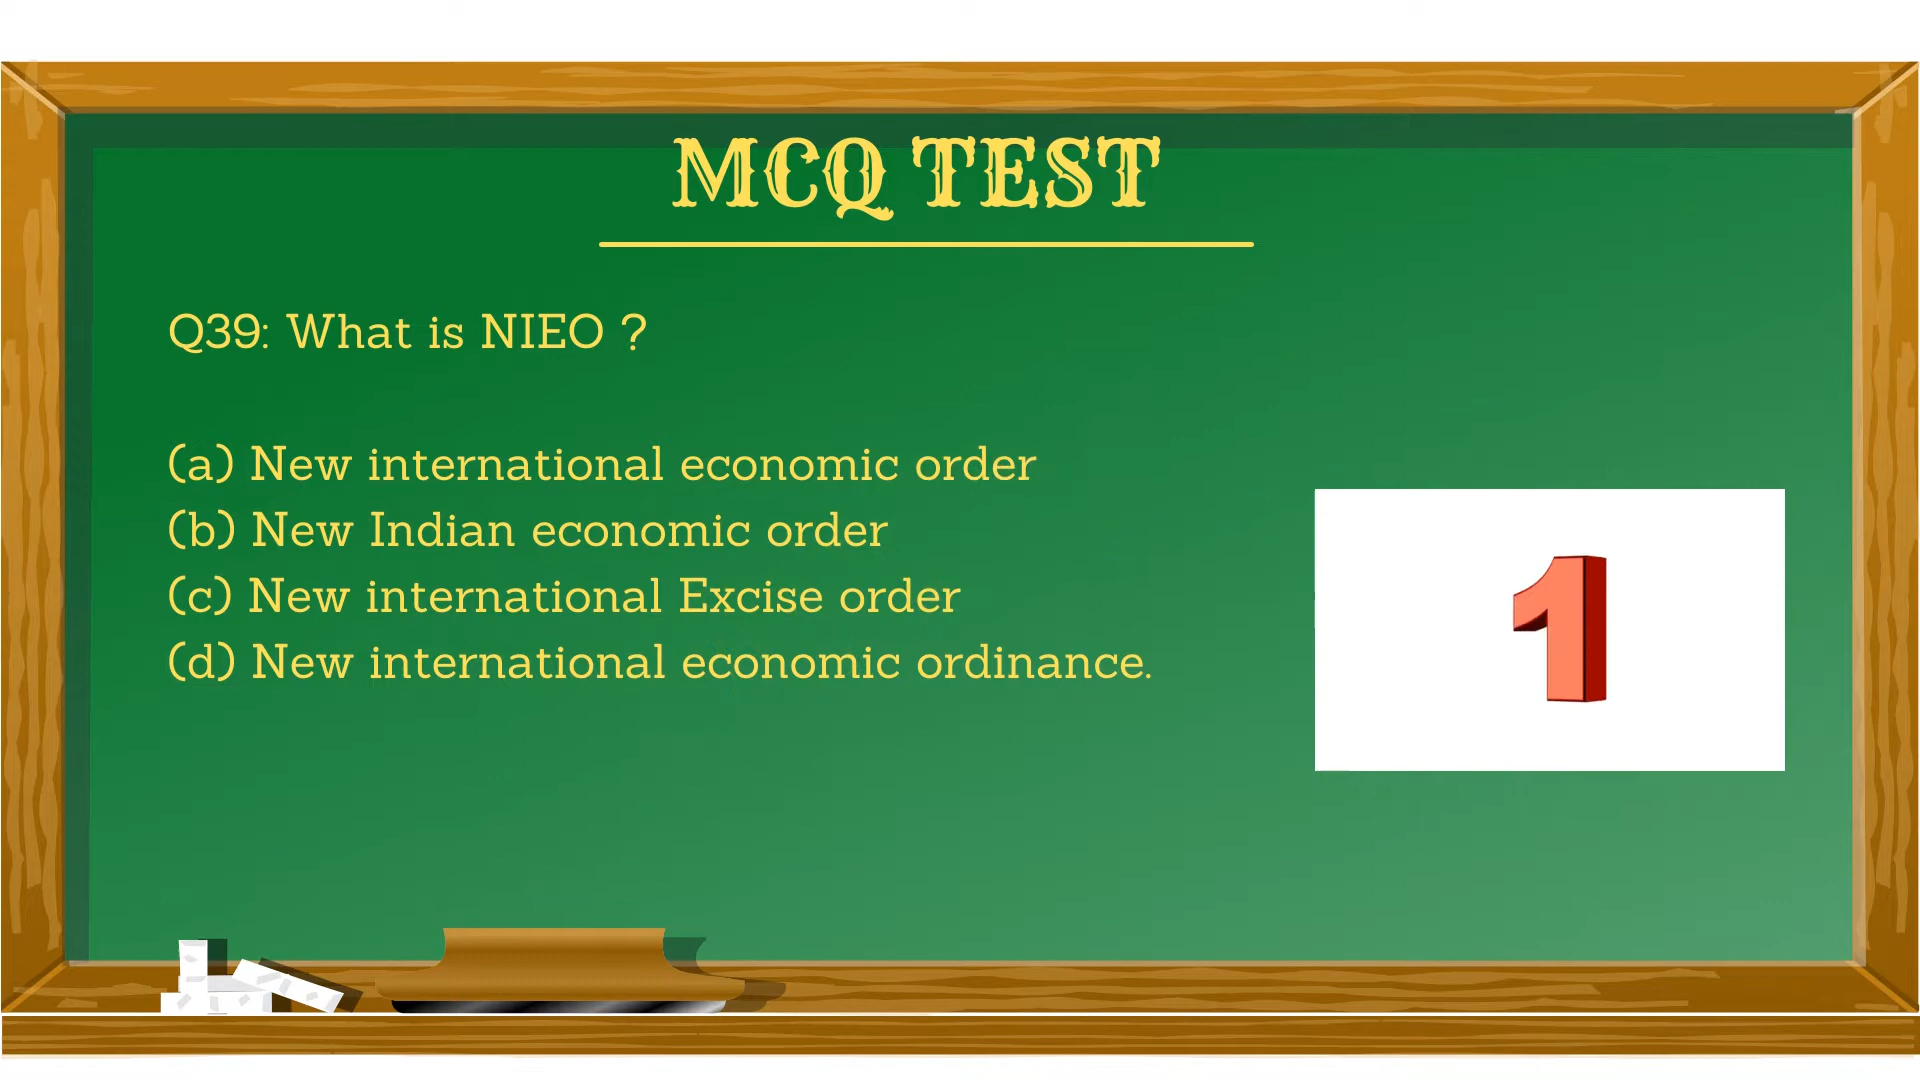 MCQ TEST
Q39: What is NIEO ?
(a) New international economic order
(b) New Indian economic order
(c) New international Excise order
(d) New international economic ordinance.
1